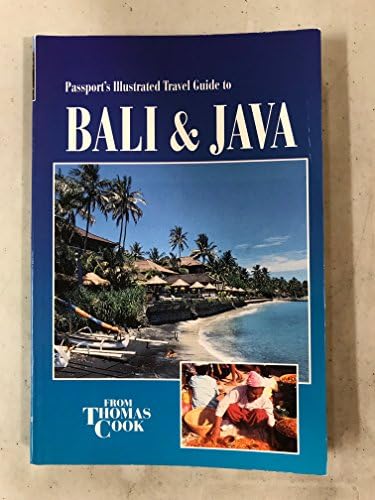 Passport's Illustrated Travel Guide to
BALI & JAVA
FROM
THOMAS
COOK